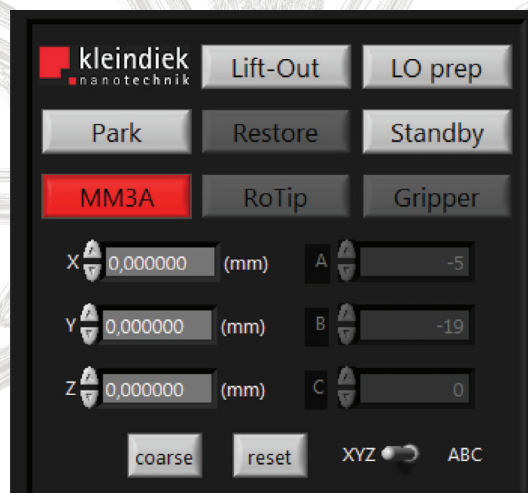 kleindiek
nanotechnik
Lift-Out
LO prep
Park
Restore
Standby
MM3A
RoTip
Gripper
X 0,000000 (mm) A -5
Y 0,000000 (mm) B -19
Z 0,000000 (mm) C 0
coarse
reset
XYZ
ABC